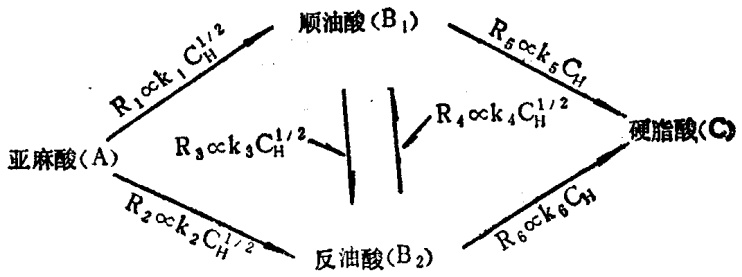 顺油酸(B₁)
R₁∝k₁C_H^{1/2}
R₅∝k₅C_H
亚麻酸(A)
R₃∝k₃C_H^{1/2}
R₄∝k₄C_H^{1/2}
硬脂酸(C)
R₂∝k₂C_H^{1/2}
R₆∝k₆C_H
反油酸(B₂)